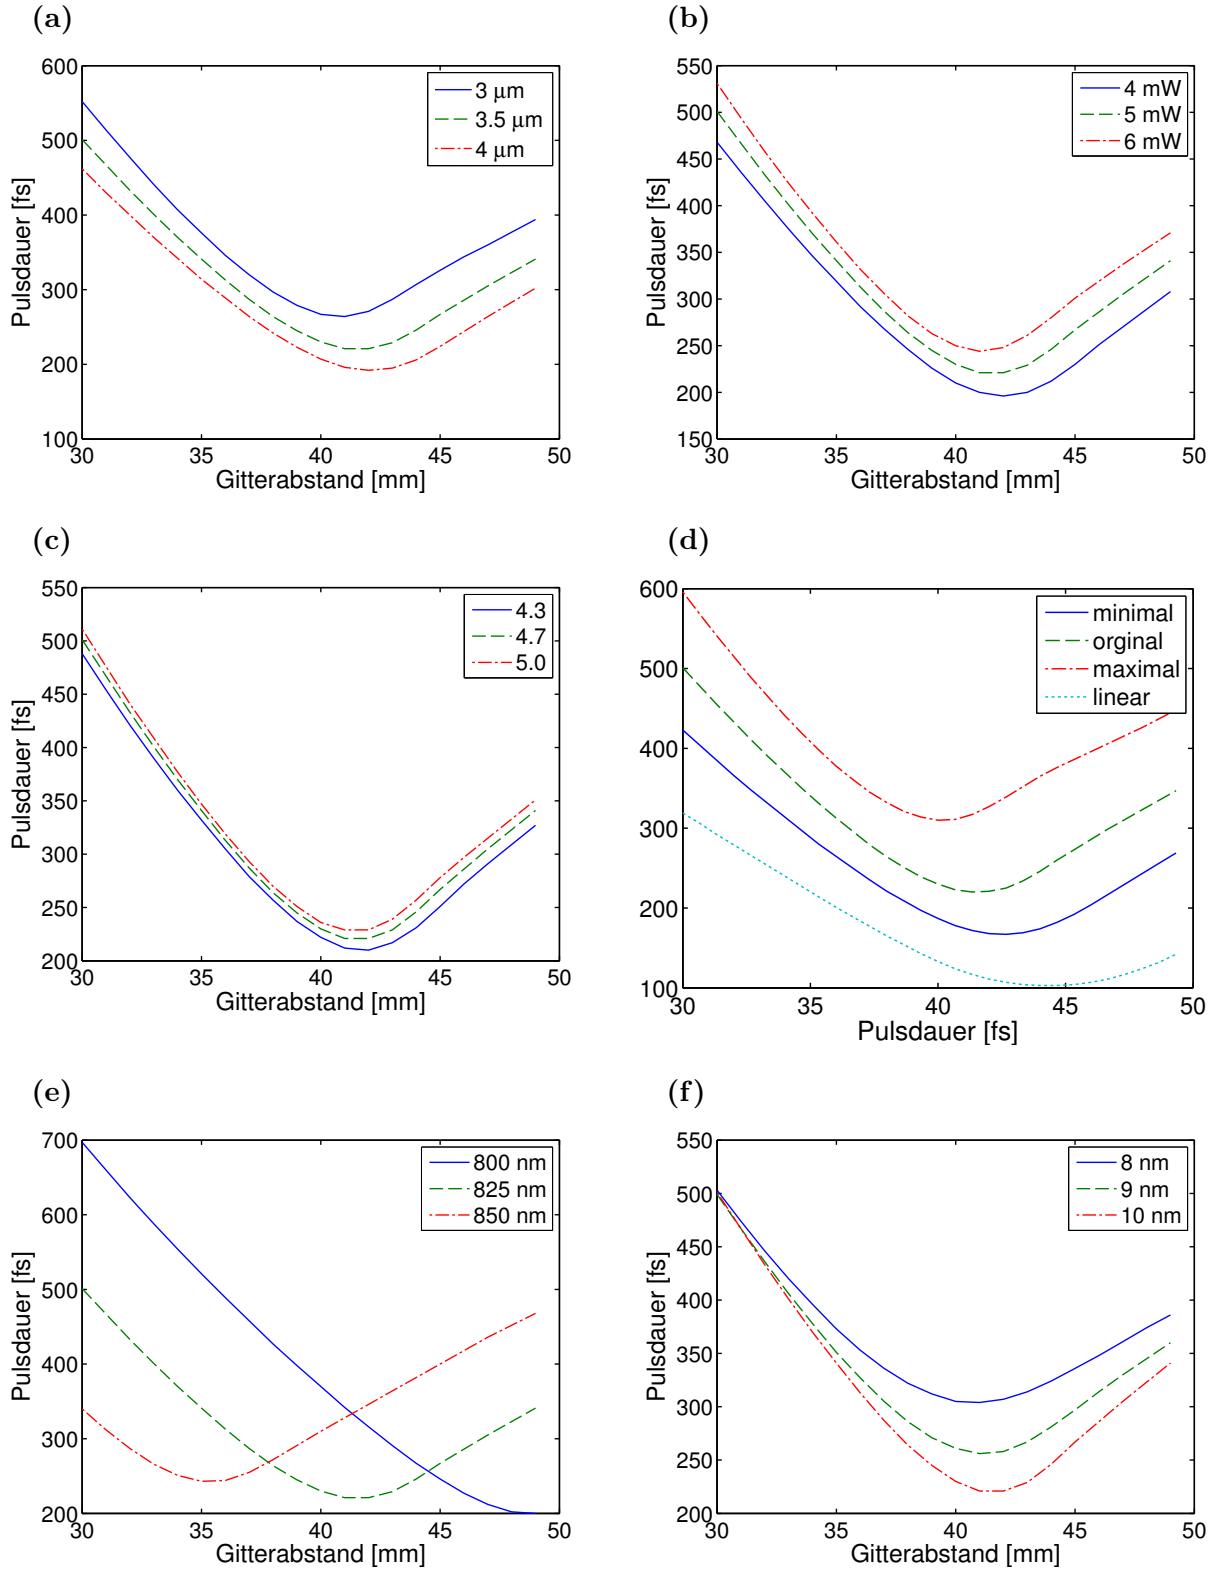 (a)
600
500
400
300
200
100
30
35
40
45
50
Pulsdauer [fs]
Gitterabstand [mm]
3 μm
3.5 μm
4 μm
(b)
550
500
450
400
350
300
250
200
150
30
35
40
45
50
Pulsdauer [fs]
Gitterabstand [mm]
4 mW
5 mW
6 mW
(c)
550
500
450
400
350
300
250
200
30
35
40
45
50
Pulsdauer [fs]
Gitterabstand [mm]
4.3
4.7
5.0
(d)
600
500
400
300
200
100
30
35
40
45
50
Pulsdauer [fs]
minimal
orginal
maximal
linear
(e)
700
600
500
400
300
200
30
35
40
45
50
Pulsdauer [fs]
Gitterabstand [mm]
800 nm
825 nm
850 nm
(f)
550
500
450
400
350
300
250
200
30
35
40
45
50
Pulsdauer [fs]
Gitterabstand [mm]
8 nm
9 nm
10 nm